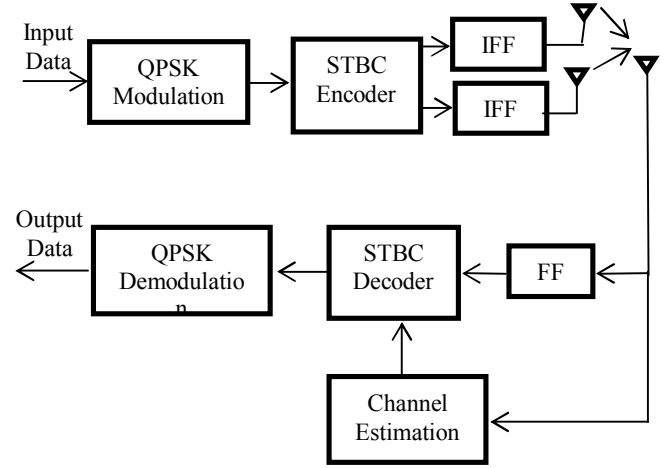 Input
Data
QPSK
Modulation
STBC
Encoder
IFF
IFF
Output
Data
QPSK
Demodulatio
n
STBC
Decoder
FF
Channel
Estimation